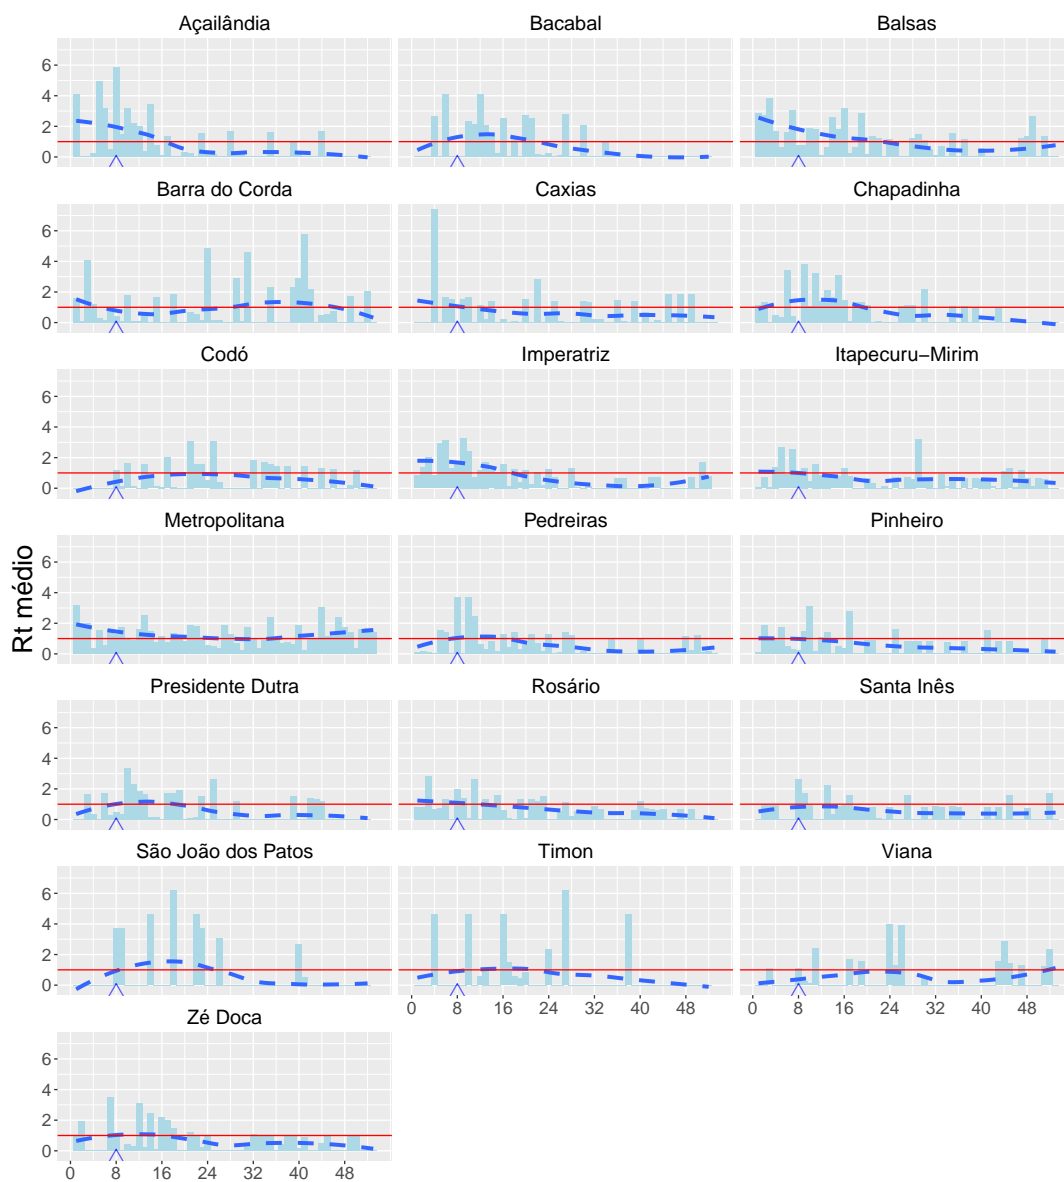 Açailândia Bacabal Balsas
6
4
2
0
Barra do Corda Caxias Chapadinha
6
4
2
0
Codó Imperatriz Itapecuru−Mirim
6
4
2
0
Metropolitana Pedreiras Pinheiro
6
4
2
0
Rt médio
Presidente Dutra Rosário Santa Inês
6
4
2
0
São João dos Patos Timon Viana
6
4
2
0
0 8 16 24 32 40 48 0 8 16 24 32 40 48
Zé Doca
6
4
2
0
0 8 16 24 32 40 48